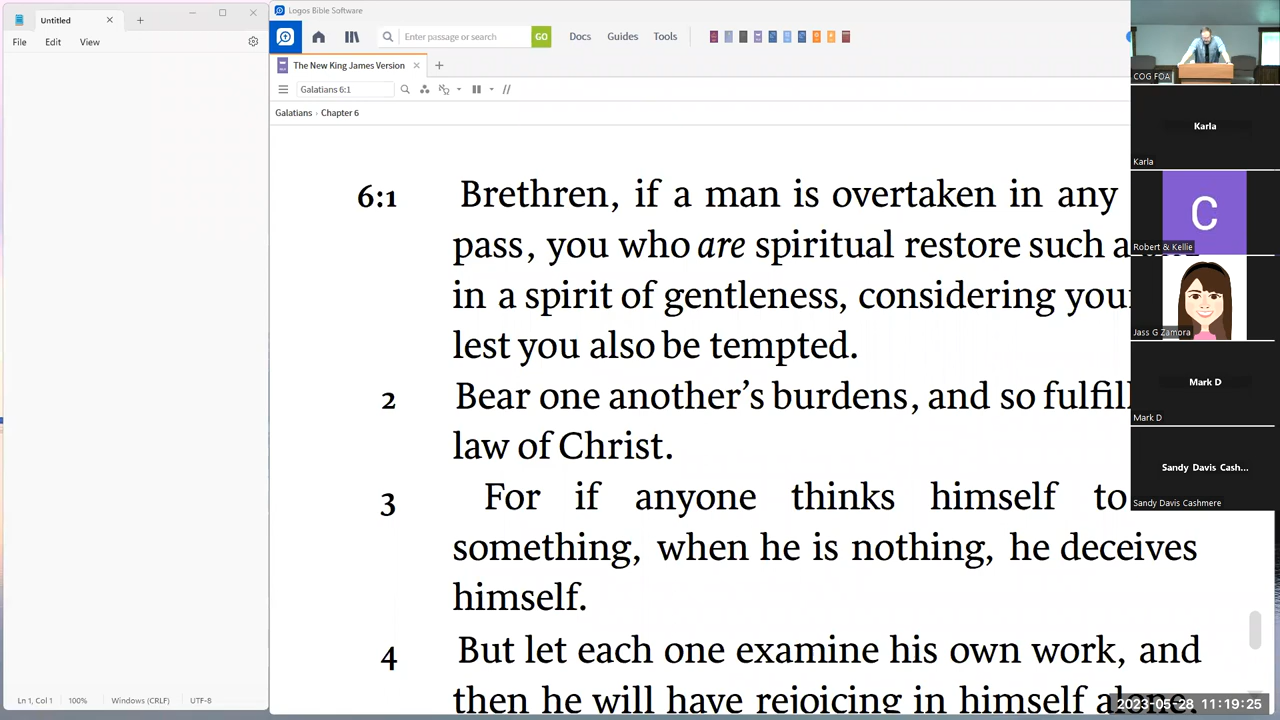 Untitled
File Edit View
Ln 1, Col 1 100% Windows (CRLF) UTF-8
Logos Bible Software
Enter passage or search GO Docs Guides Tools
The New King James Version
Galatians 6:1
Galatians › Chapter 6
6:1 Brethren, if a man is overtaken in any
pass, you who are spiritual restore such a
in a spirit of gentleness, considering
lest you also be tempted.
2 Bear one another's burdens, and so fulfill
law of Christ.
3 For if anyone thinks himself to
something, when he is nothing, he deceives
himself.
4 But let each one examine his own work, and
then he will have rejoicing in himself alone,
COG FOA
Karla
Karla
C
Robert & Kellie
Jass G Zamora
Mark D
Mark D
Sandy Davis Cash...
Sandy Davis Cashmere
2023-05-28 11:19:25